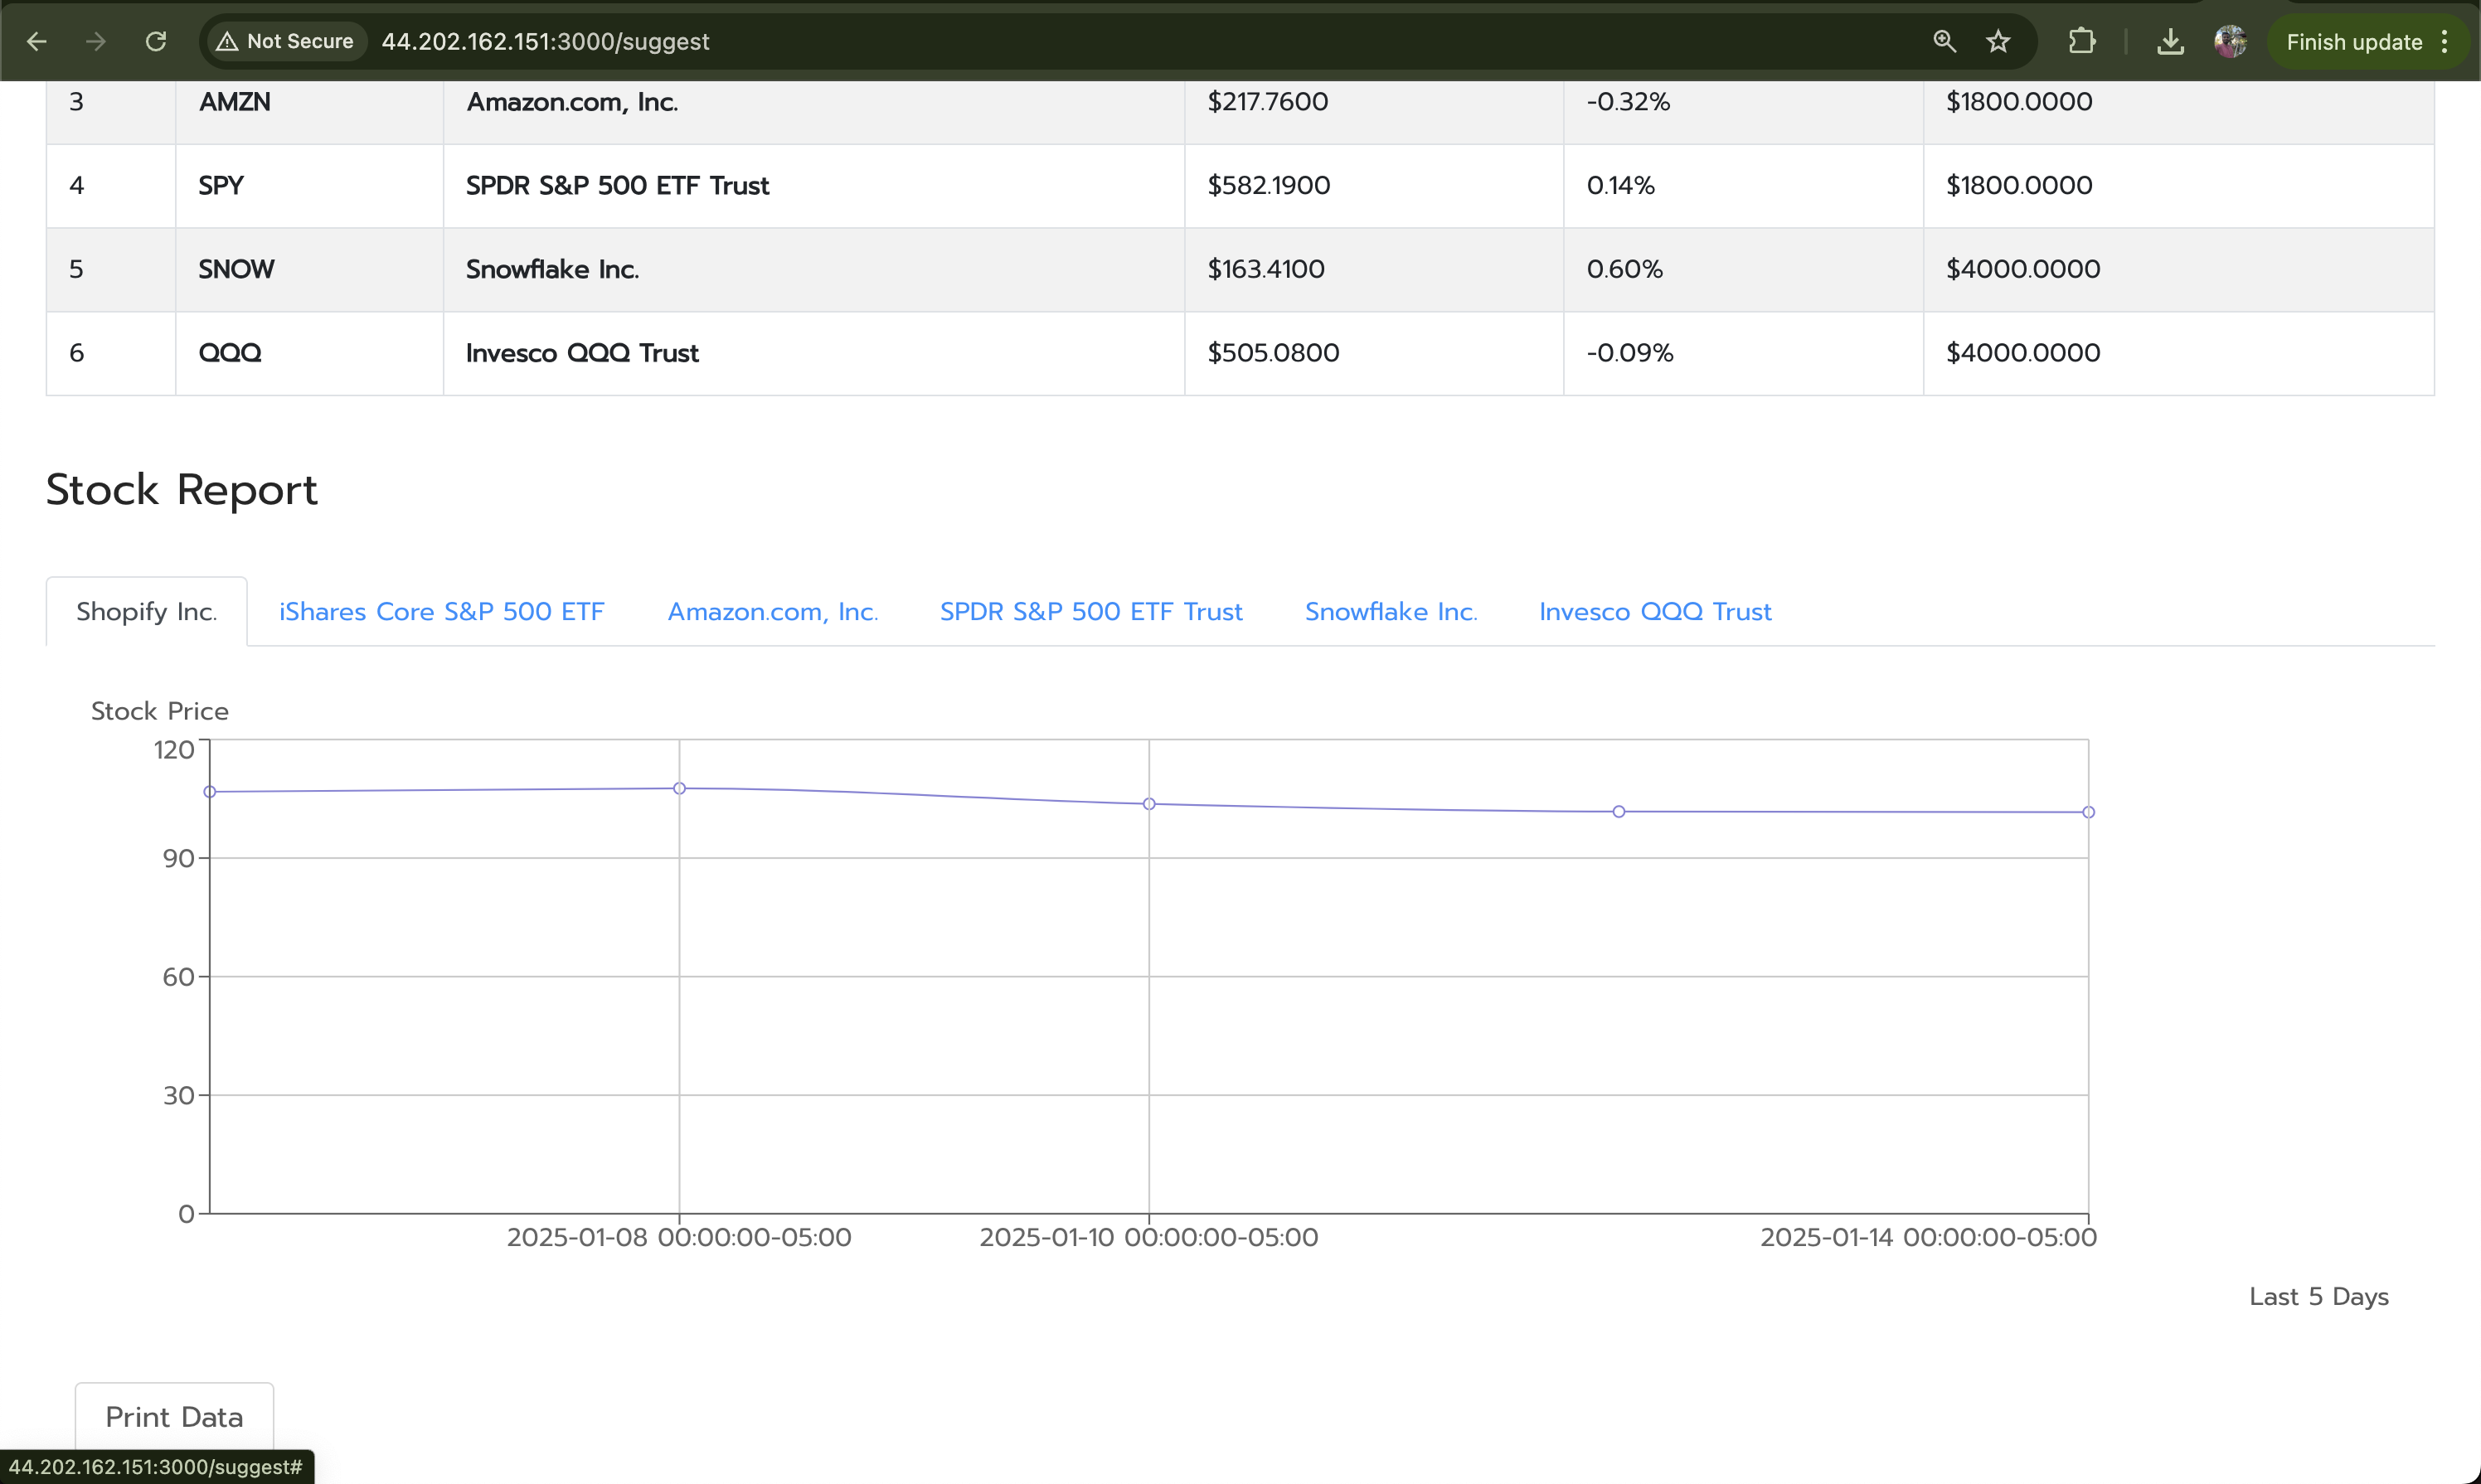 Not Secure 44.202.162.151:3000/suggest Finish update
3 AMZN Amazon.com, Inc. $217.7600 -0.32% $1800.0000
4 SPY SPDR S&P 500 ETF Trust $582.1900 0.14% $1800.0000
5 SNOW Snowflake Inc. $163.4100 0.60% $4000.0000
6 QQQ Invesco QQQ Trust $505.0800 -0.09% $4000.0000
Stock Report
Shopify Inc. iShares Core S&P 500 ETF Amazon.com, Inc. SPDR S&P 500 ETF Trust Snowflake Inc. Invesco QQQ Trust
Stock Price
120
90
60
30
0
2025-01-08 00:00:00-05:00 2025-01-10 00:00:00-05:00 2025-01-14 00:00:00-05:00
Last 5 Days
Print Data
44.202.162.151:3000/suggest#